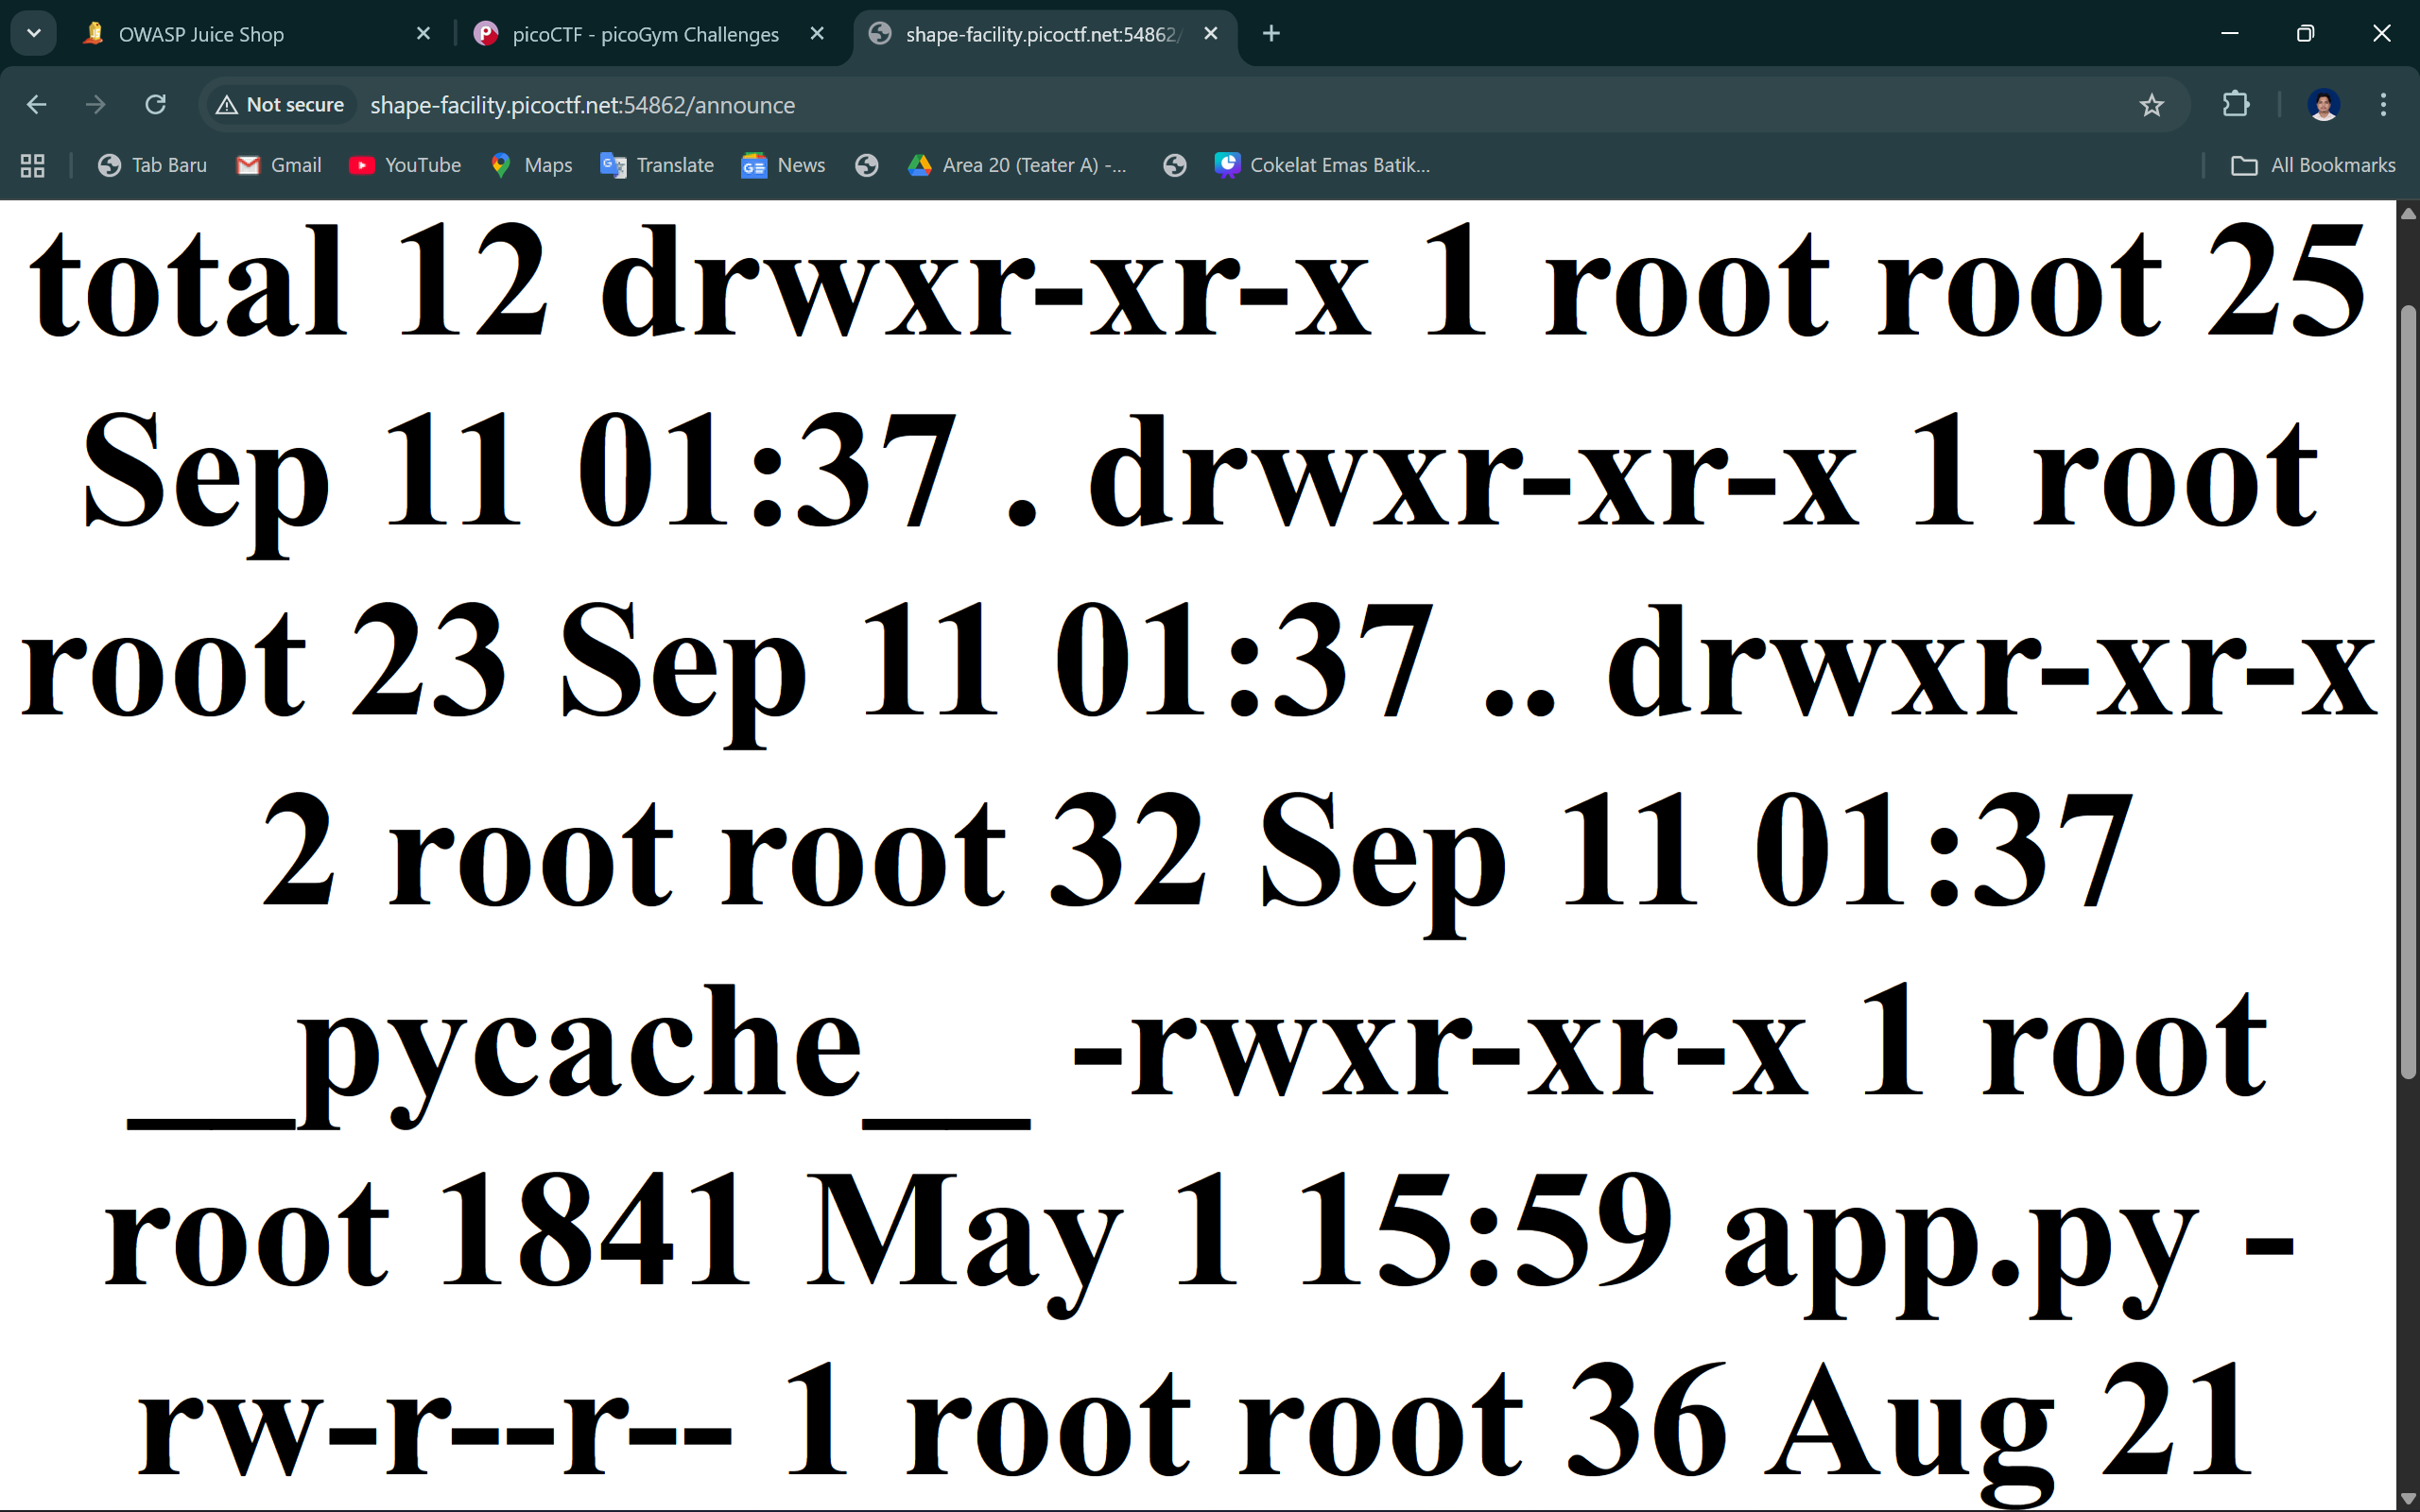 OWASP Juice Shop
picoCTF - picoGym Challenges
shape-facility.picoctf.net:54862/
Not secure
shape-facility.picoctf.net:54862/announce
Tab Baru
Gmail
YouTube
Maps
Translate
News
Area 20 (Teater A) -...
Cokelat Emas Batik...
All Bookmarks
total 12 drwxr-xr-x 1 root root 25
Sep 11 01:37 . drwxr-xr-x 1 root
root 23 Sep 11 01:37 .. drwxr-xr-x
2 root root 32 Sep 11 01:37
__pycache__ -rwxr-xr-x 1 root
root 1841 May 1 15:59 app.py -
rw-r--r-- 1 root root 36 Aug 21